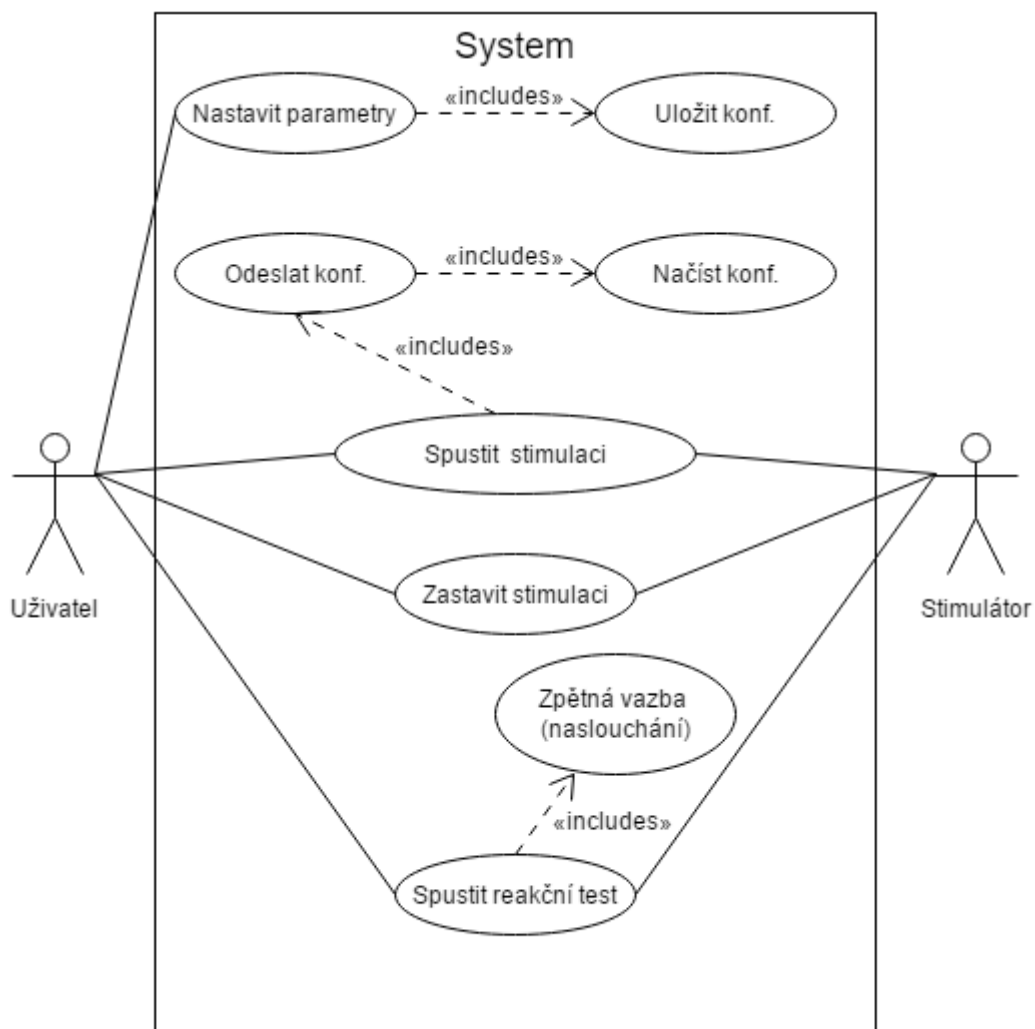 System
«includes»
Nastavit parametry
Uložit konf.
«includes»
Odeslat konf.
Načíst konf.
«includes»
Spustit stimulaci
Zastavit stimulaci
Uživatel
Stimulátor
Zpětná vazba
(naslouchání)
«includes»
Spustit reakční test